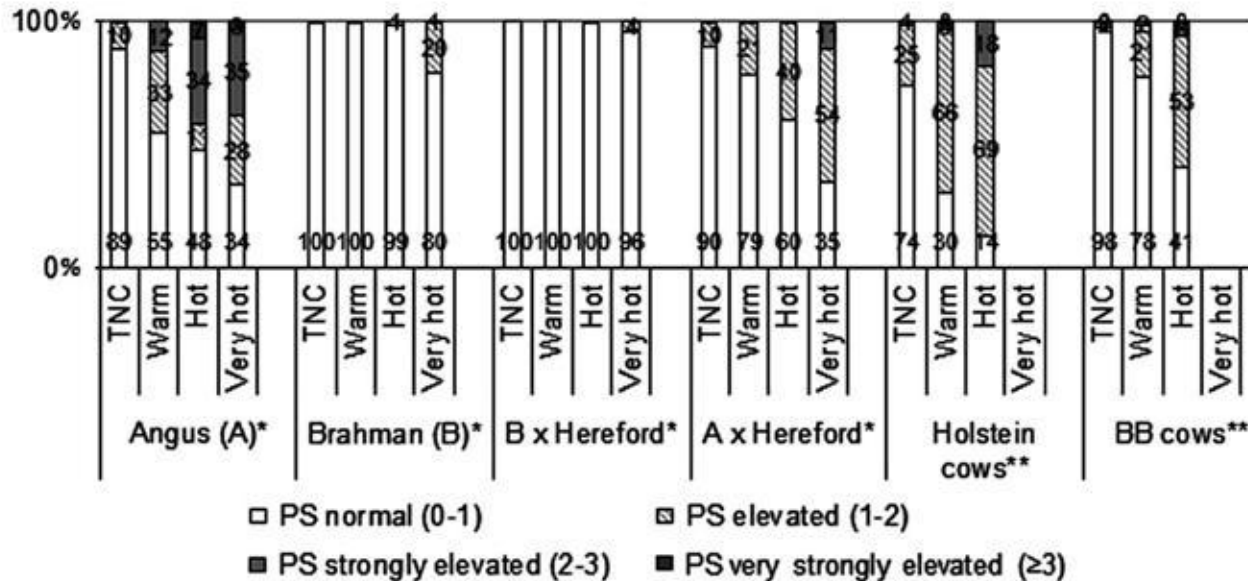 100%
10 12 34 35 28 33
4 4 20
4
10 40 11 54
4 25 66 18 69
53
89 55 48 34 100 100 99 80 100 100 100 96 90 79 60 35 74 30 14 98 78 41
0%
TNC Warm Hot Very hot TNC Warm Hot Very hot TNC Warm Hot Very hot TNC Warm Hot Very hot TNC Warm Hot Very hot TNC Warm Hot Very hot
Angus (A)* Brahman (B)* B x Hereford* A x Hereford* Holstein cows** BB cows**
PS normal (0-1) PS elevated (1-2)
PS strongly elevated (2-3) PS very strongly elevated (≥3)